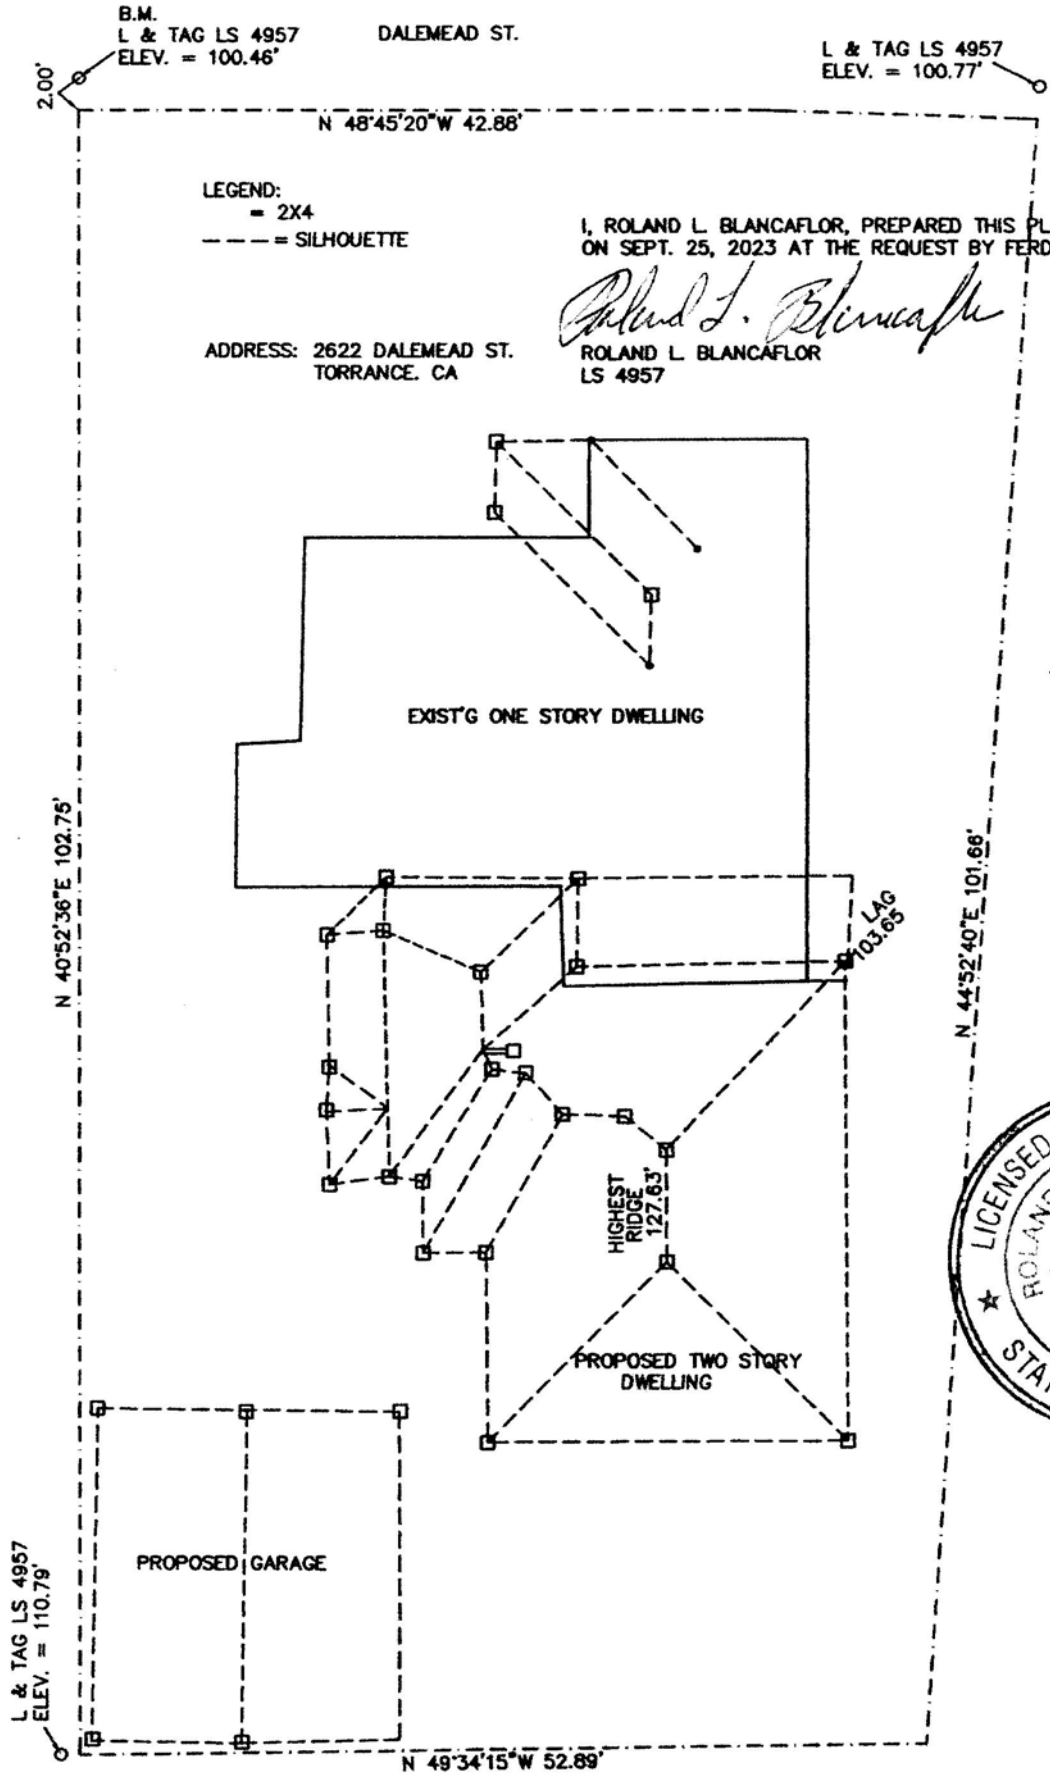 B.M.
L & TAG LS 4957
ELEV. = 100.46'
DALEMEAD ST.
L & TAG LS 4957
ELEV. = 100.77'
2.00'
N 48°45'20"W 42.88'
LEGEND:
= 2X4
= SILHOUETTE
I, ROLAND L. BLANCAFLOR, PREPARED THIS
ON SEPT. 25, 2023 AT THE REQUEST BY
Roland L. Blancaflor
ADDRESS: 2622 DALEMEAD ST.
TORRANCE. CA
ROLAND L. BLANCAFLOR
LS 4957
EXIST'G ONE STORY DWELLING
N 40°52'36"E 102.75'
LAG
103.65
N 44°52'40"E 101.66'
HIGHEST
RIDGE
127.63'
LICENSED
ROLAND
PROPOSED TWO STORY
DWELLING
PROPOSED GARAGE
L & TAG LS 4957
ELEV. = 110.79'
N 49°34'15"W 52.89'